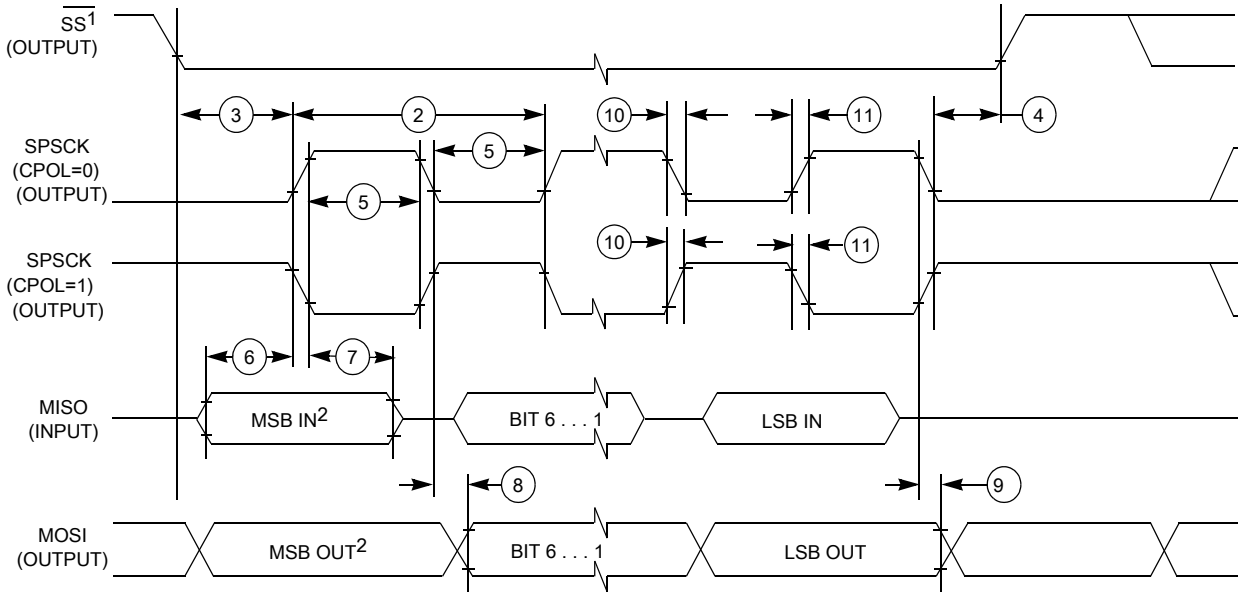 SS1
(OUTPUT)
3
2
10
11
4
SPSCK
(CPOL=0)
(OUTPUT)
5
5
10
11
SPSCK
(CPOL=1)
(OUTPUT)
6
7
MISO
(INPUT)
MSB IN2
BIT 6 . . . 1
LSB IN
8
9
MOSI
(OUTPUT)
MSB OUT2
BIT 6 . . . 1
LSB OUT